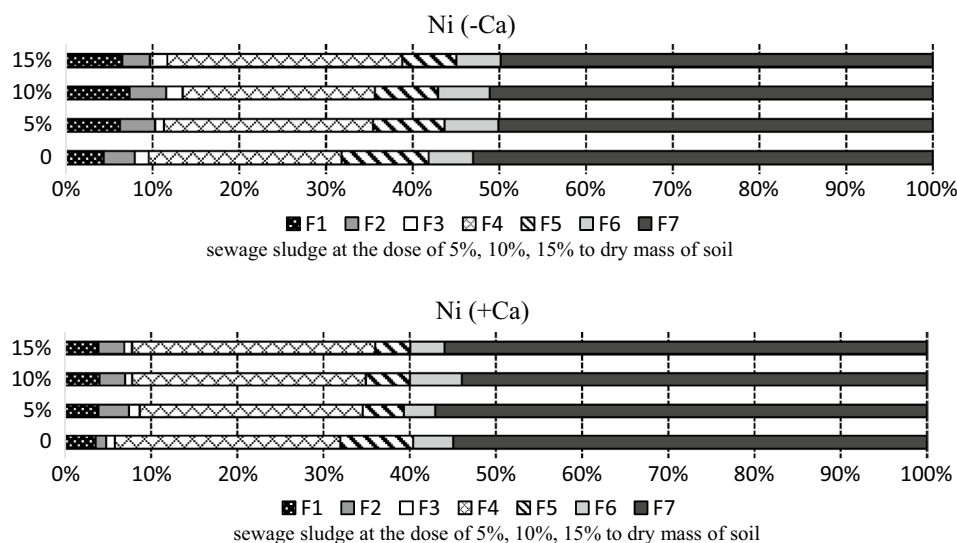 Ni (-Ca)
15%
10%
5%
0
0% 10% 20% 30% 40% 50% 60% 70% 80% 90% 100%
F1 F2 F3 F4 F5 F6 F7
sewage sludge at the dose of 5%, 10%, 15% to dry mass of soil
Ni (+Ca)
15%
10%
5%
0
0% 10% 20% 30% 40% 50% 60% 70% 80% 90% 100%
F1 F2 F3 F4 F5 F6 F7
sewage sludge at the dose of 5%, 10%, 15% to dry mass of soil